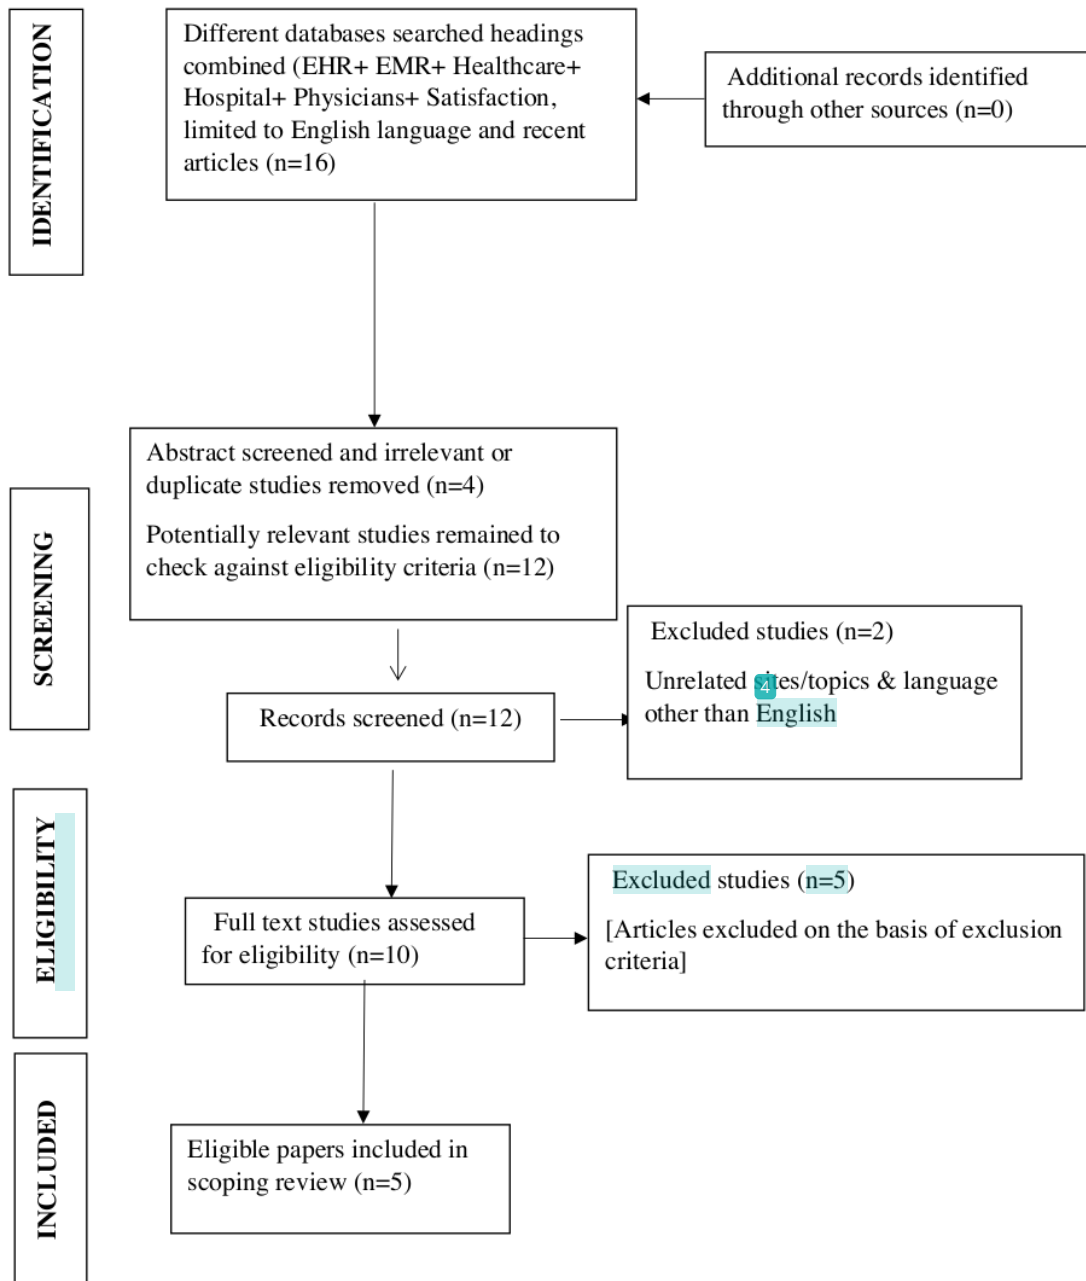 IDENTIFICATION
Different databases searched headings
combined (EHR+ EMR+ Healthcare+
Hospital+ Physicians+ Satisfaction,
limited to English language and recent
articles (n=16)
Additional records identified
through other sources (n=0)
SCREENING
Abstract screened and irrelevant or
duplicate studies removed (n=4)
Potentially relevant studies remained to
check against eligibility criteria (n=12)
Records screened (n=12)
Excluded studies (n=2)
Unrelated sites/topics & language
4
other than English
ELIGIBILITY
Full text studies assessed
for eligibility (n=10)
Excluded studies (n=5)
[Articles excluded on the basis of exclusion
criteria]
INCLUDED
Eligible papers included in
scoping review (n=5)